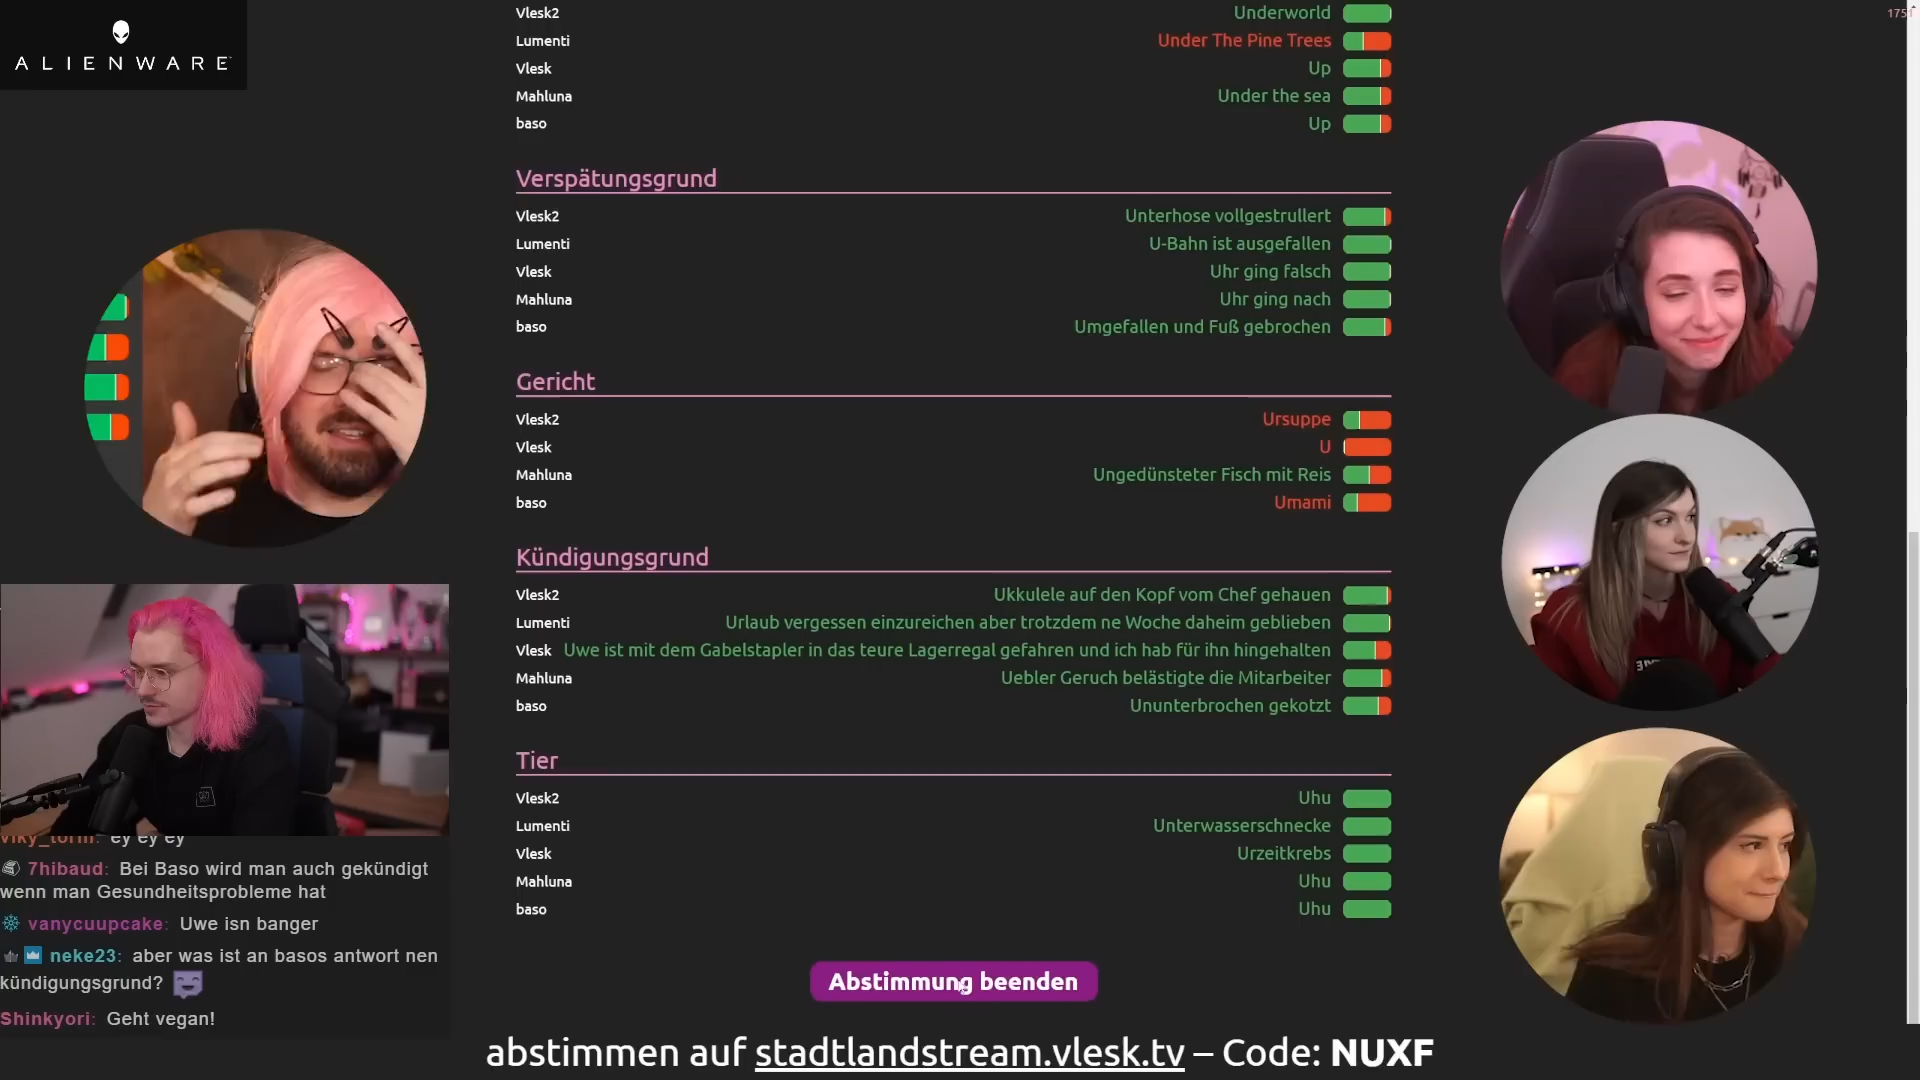 ALIENWARE
Vlesk2 Underworld
Lumenti Under The Pine Trees
Vlesk Up
Mahluna Under the sea
baso Up
Verspätungsgrund
Vlesk2 Unterhose vollgestrullert
Lumenti U-Bahn ist ausgefallen
Vlesk Uhr ging falsch
Mahluna Uhr ging nach
baso Umgefallen und Fuß gebrochen
Gericht
Vlesk2 Ursuppe
Vlesk U
Mahluna Ungedünsteter Fisch mit Reis
baso Umami
Kündigungsgrund
Vlesk2 Ukkulele auf den Kopf vom Chef gehauen
Lumenti Urlaub vergessen einzureichen aber trotzdem ne Woche daheim geblieben
Vlesk Uwe ist mit dem Gabelstapler in das teure Lagerregal gefahren und ich hab für ihn hingehalten
Mahluna Uebler Geruch belästigte die Mitarbeiter
baso Ununterbrochen gekotzt
Tier
Vlesk2 Uhu
Lumenti Unterwasserschnecke
Vlesk Urzeitkrebs
Mahluna Uhu
baso Uhu
Abstimmung beenden
abstimmen auf stadtlandstream.vlesk.tv – Code: NUXF
ey ey ey
7hibaud: Bei Baso wird man auch gekündigt
wenn man Gesundheitsprobleme hat
vanycuupcake: Uwe isn banger
neke23: aber was ist an basos antwort nen
kündigungsgrund?
Shinkyori: Geht vegan!